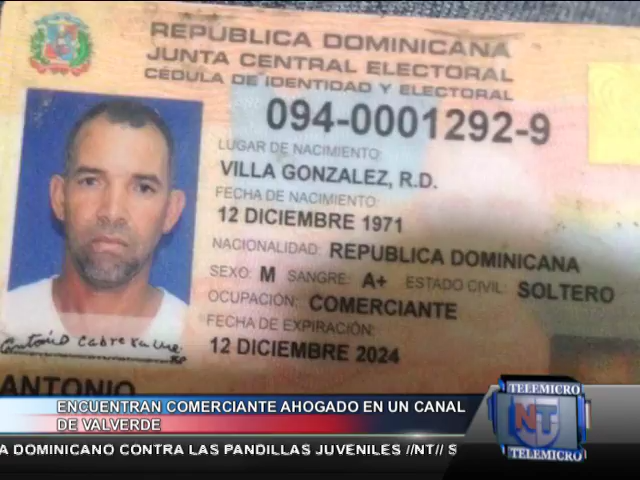 REPÚBLICA DOMINICANA
JUNTA CENTRAL ELECTORAL
CÉDULA DE IDENTIDAD Y ELECTORAL
094-0001292-9
LUGAR DE NACIMIENTO:
VILLA GONZALEZ, R.D.
FECHA DE NACIMIENTO:
12 DICIEMBRE 1971
NACIONALIDAD: REPUBLICA DOMINICANA
SEXO: M SANGRE: A+ ESTADO CIVIL: SOLTERO
OCUPACIÓN: COMERCIANTE
FECHA DE EXPIRACIÓN:
12 DICIEMBRE 2024
Antonio
ANTONIO
ENCUENTRAN COMERCIANTE AHOGADO EN UN CANAL
DE VALVERDE
TELEMICRO
NT
TELEMICRO
A DOMINICANO CONTRA LAS PANDILLAS JUVENILES //NT// S